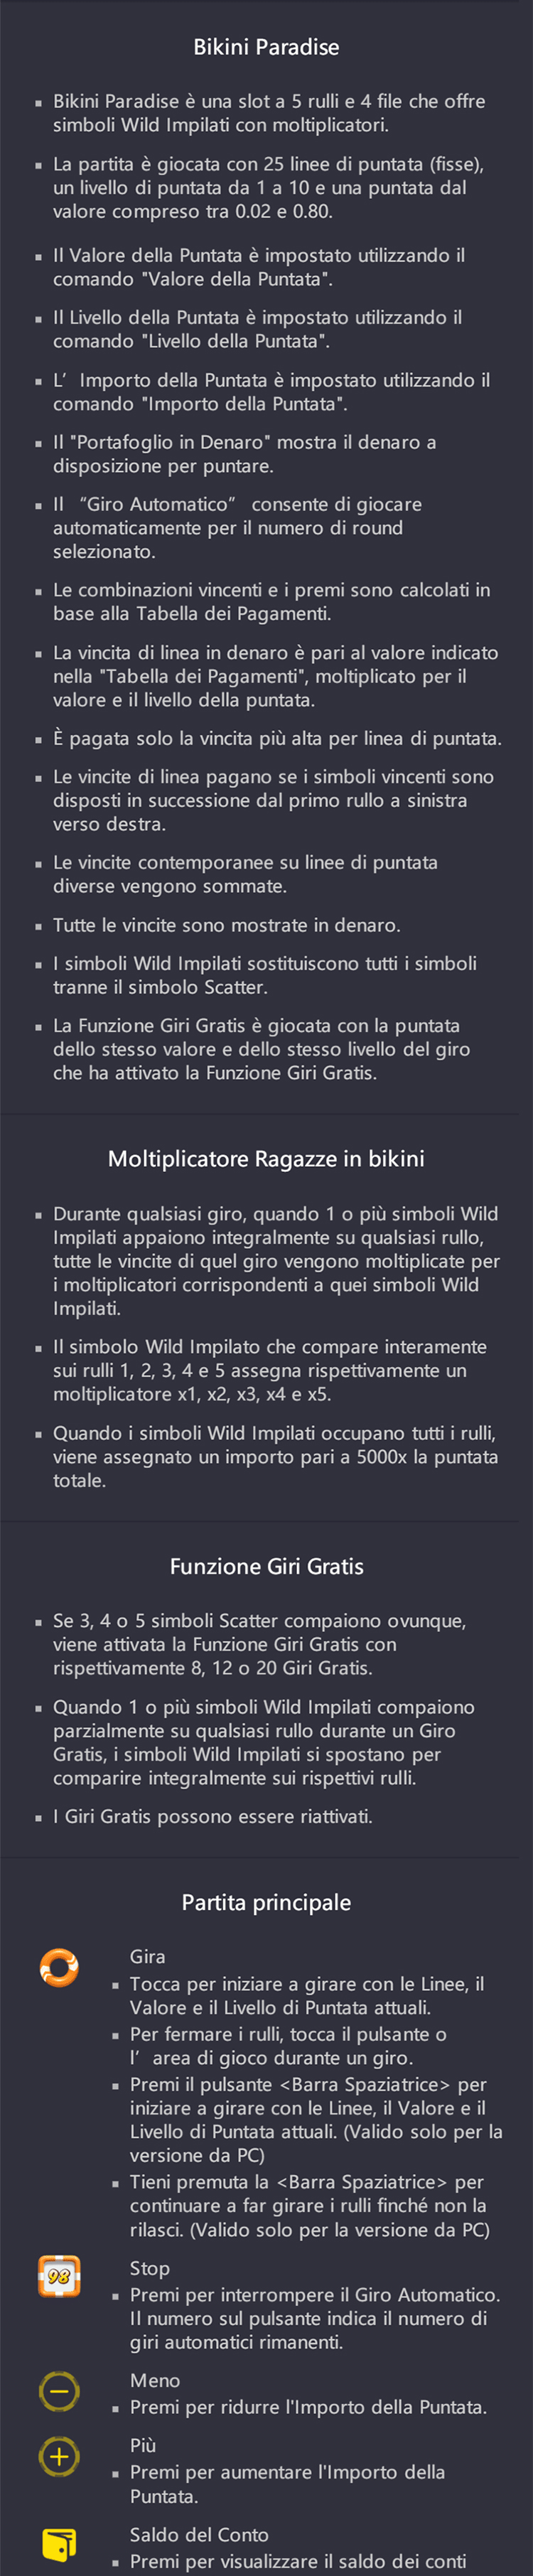 Bikini Paradise
Bikini Paradise è una slot a 5 rulli e 4 file che offre
simboli Wild Impilati con moltiplicatori.
La partita è giocata con 25 linee di puntata (fisse),
un livello di puntata da 1 a 10 e una puntata dal
valore compreso tra 0.02 e 0.80.
Il Valore della Puntata è impostato utilizzando il
comando "Valore della Puntata".
Il Livello della Puntata è impostato utilizzando il
comando "Livello della Puntata".
L’ Importo della Puntata è impostato utilizzando il
comando "Importo della Puntata".
Il "Portafoglio in Denaro" mostra il denaro a
disposizione per puntare.
Il “Giro Automatico” consente di giocare
automaticamente per il numero di round
selezionato.
Le combinazioni vincenti e i premi sono calcolati in
base alla Tabella dei Pagamenti.
La vincita di linea in denaro è pari al valore indicato
nella "Tabella dei Pagamenti", moltiplicato per il
valore e il livello della puntata.
È pagata solo la vincita più alta per linea di puntata.
Le vincite di linea pagano se i simboli vincenti sono
disposti in successione dal primo rullo a sinistra
verso destra.
Le vincite contemporanee su linee di puntata
diverse vengono sommate.
Tutte le vincite sono mostrate in denaro.
I simboli Wild Impilati sostituiscono tutti i simboli
tranne il simbolo Scatter.
La Funzione Giri Gratis è giocata con la puntata
dello stesso valore e dello stesso livello del giro
che ha attivato la Funzione Giri Gratis.
Moltiplicatore Ragazze in bikini
Durante qualsiasi giro, quando 1 o più simboli Wild
Impilati appaiono integralmente su qualsiasi rullo,
tutte le vincite di quel giro vengono moltiplicate per
i moltiplicatori corrispondenti a quei simboli Wild
Impilati.
Il simbolo Wild Impilato che compare interamente
sui rulli 1, 2, 3, 4 e 5 assegna rispettivamente un
moltiplicatore x1, x2, x3, x4 e x5.
Quando i simboli Wild Impilati occupano tutti i rulli,
viene assegnato un importo pari a 5000x la puntata
totale.
Funzione Giri Gratis
Se 3, 4 o 5 simboli Scatter compaiono ovunque,
viene attivata la Funzione Giri Gratis con
rispettivamente 8, 12 o 20 Giri Gratis.
Quando 1 o più simboli Wild Impilati compaiono
parzialmente su qualsiasi rullo durante un Giro
Gratis, i simboli Wild Impilati si spostano per
comparire integralmente sui rispettivi rulli.
I Giri Gratis possono essere riattivati.
Partita principale
Gira
Tocca per iniziare a girare con le Linee, il
Valore e il Livello di Puntata attuali.
Per fermare i rulli, tocca il pulsante o
l’ area di gioco durante un giro.
Premi il pulsante <Barra Spaziatrice> per
iniziare a girare con le Linee, il Valore e il
Livello di Puntata attuali. (Valido solo per la
versione da PC)
Tieni premuta la <Barra Spaziatrice> per
continuare a far girare i rulli finché non la
rilasci. (Valido solo per la versione da PC)
98
Stop
Premi per interrompere il Giro Automatico.
Il numero sul pulsante indica il numero di
giri automatici rimanenti.
Meno
Premi per ridurre l'Importo della Puntata.
Più
Premi per aumentare l'Importo della
Puntata.
Saldo del Conto
Premi per visualizzare il saldo dei conti